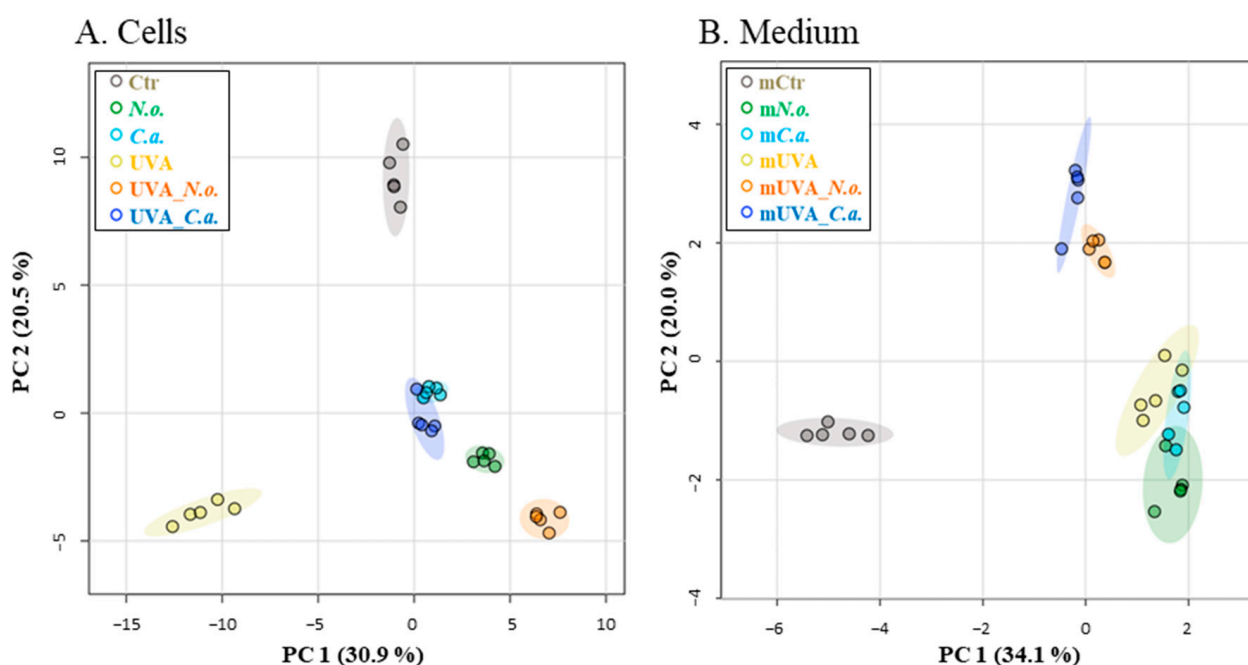 A. Cells
Ctr
N.o.
C.a.
UVA
UVA_N.o.
UVA_C.a.
PC 2 (20.5 %)
10
5
0
−5
−15
−10
−5
0
5
10
PC 1 (30.9 %)
B. Medium
mCtr
mN.o.
mC.a.
mUVA
mUVA_N.o.
mUVA_C.a.
PC 2 (20.0 %)
4
2
0
−2
−4
−6
−4
−2
0
2
PC 1 (34.1 %)